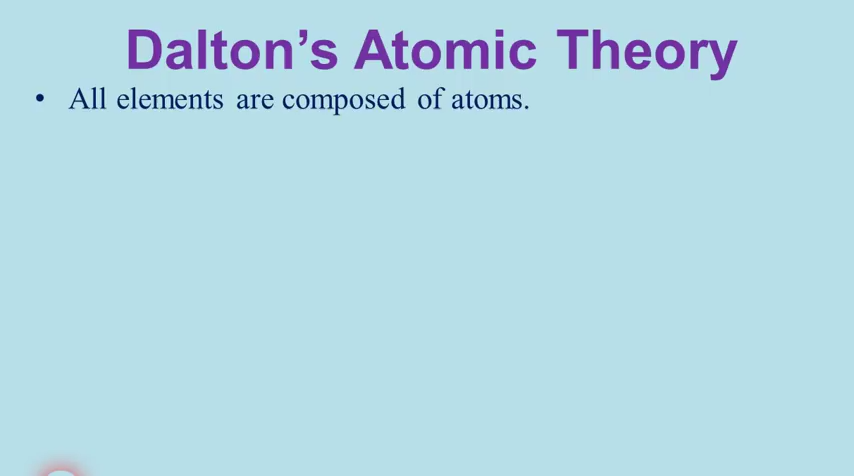 Dalton’s Atomic Theory
• All elements are composed of atoms.